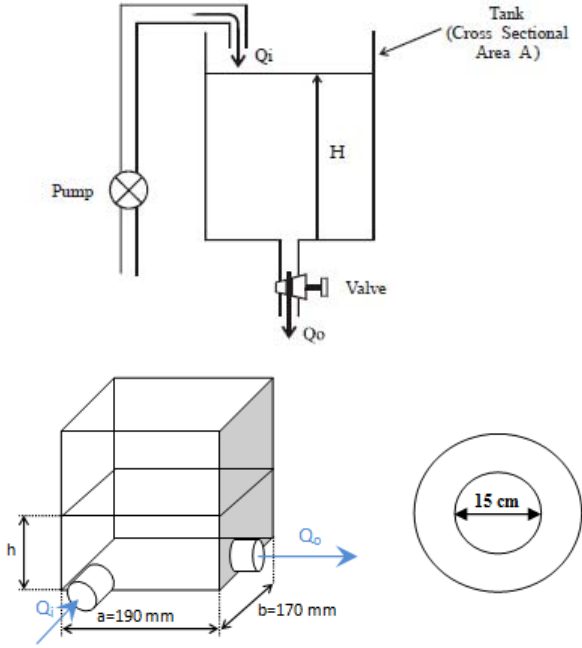 Tank
(Cross Sectional
Area A)
Qi
H
Pump
Valve
Qo
15 cm
h
Qo
Qi
a=190 mm
b=170 mm